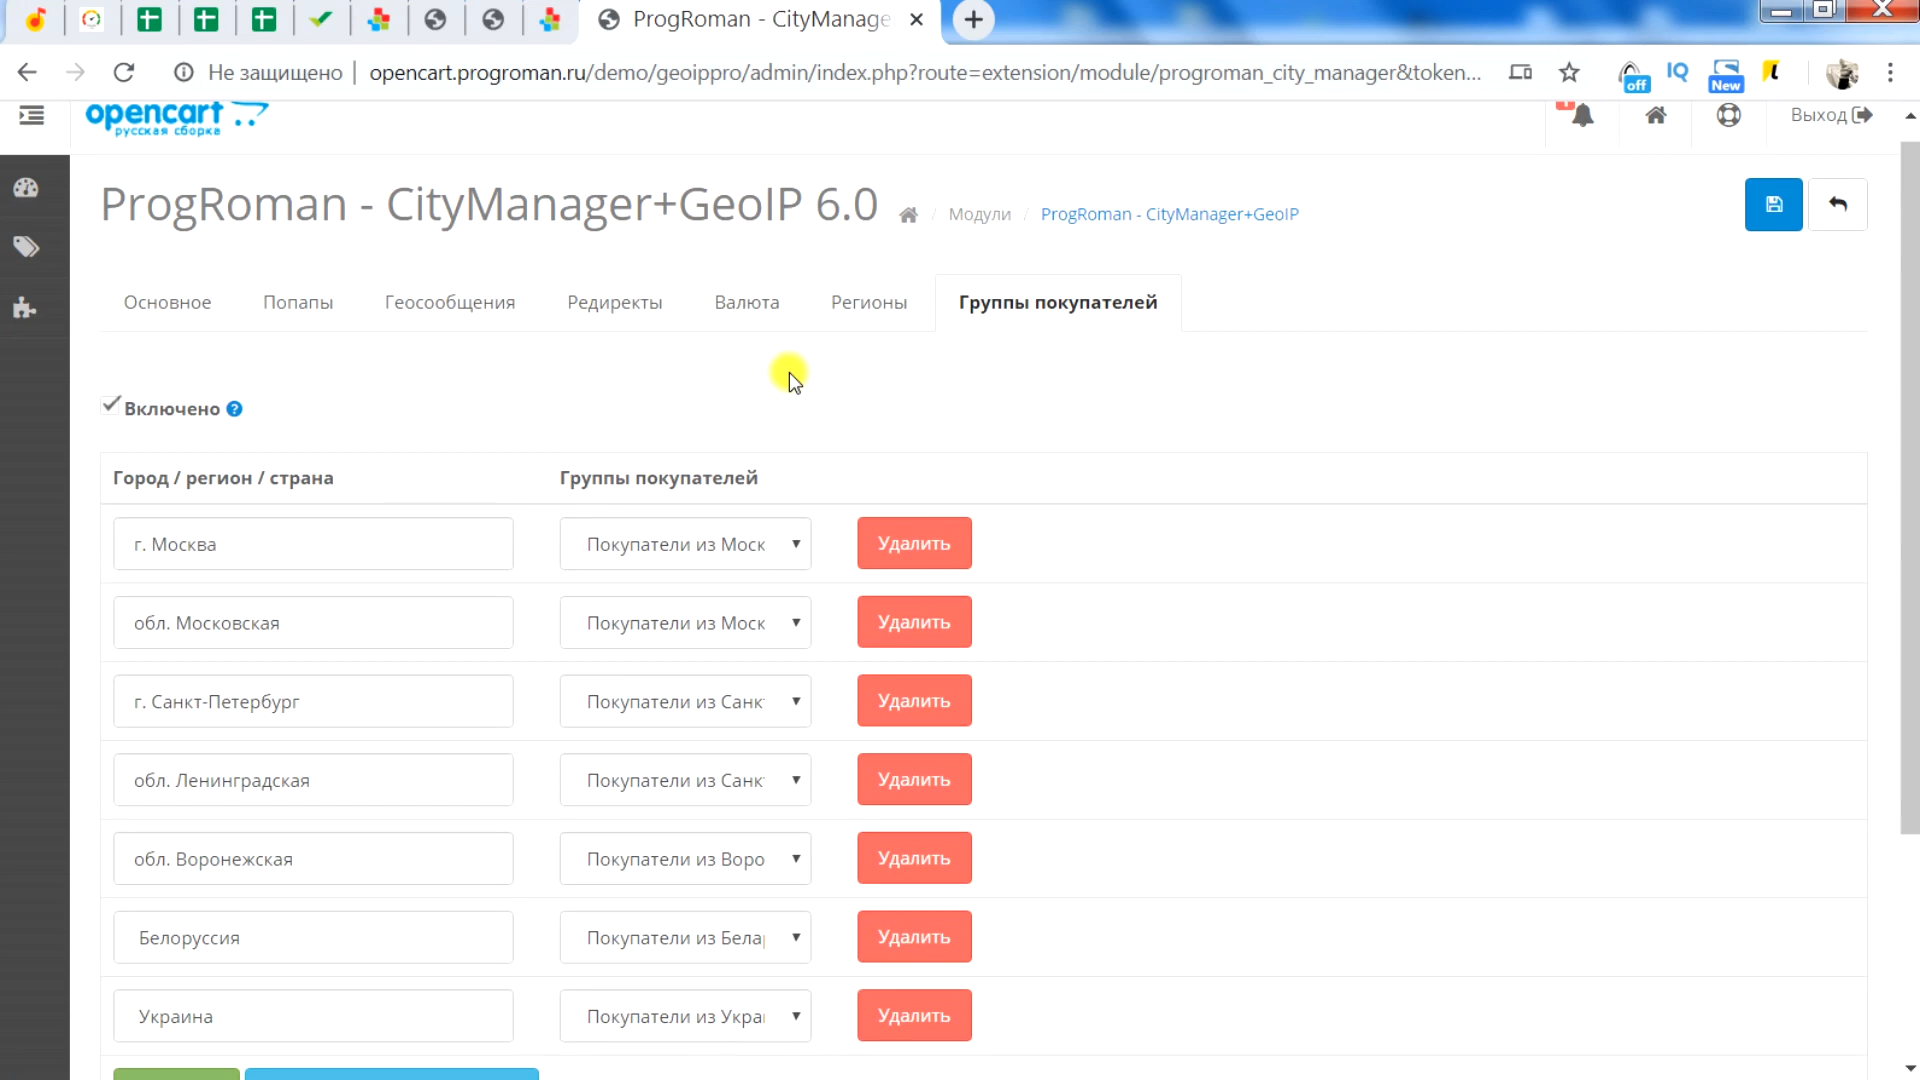 ProgRoman - CityManage
Не защищено
opencart.progroman.ru/demo/geoippro/admin/index.php?route=extension/module/progroman_city_manager&token...
off
IQ
New
opencart
русская сборка
Выход
ProgRoman - CityManager+GeoIP 6.0
/ Модули / ProgRoman - CityManager+GeoIP
Основное Попапы Геосообщения Редиректы Валюта Регионы Группы покупателей
Включено ?
Город / регион / страна Группы покупателей
г. Москва Покупатели из Моск Удалить
обл. Московская Покупатели из Моск Удалить
г. Санкт-Петербург Покупатели из Санк Удалить
обл. Ленинградская Покупатели из Санк Удалить
обл. Воронежская Покупатели из Воро Удалить
Белоруссия Покупатели из Бела Удалить
Украина Покупатели из Укра Удалить